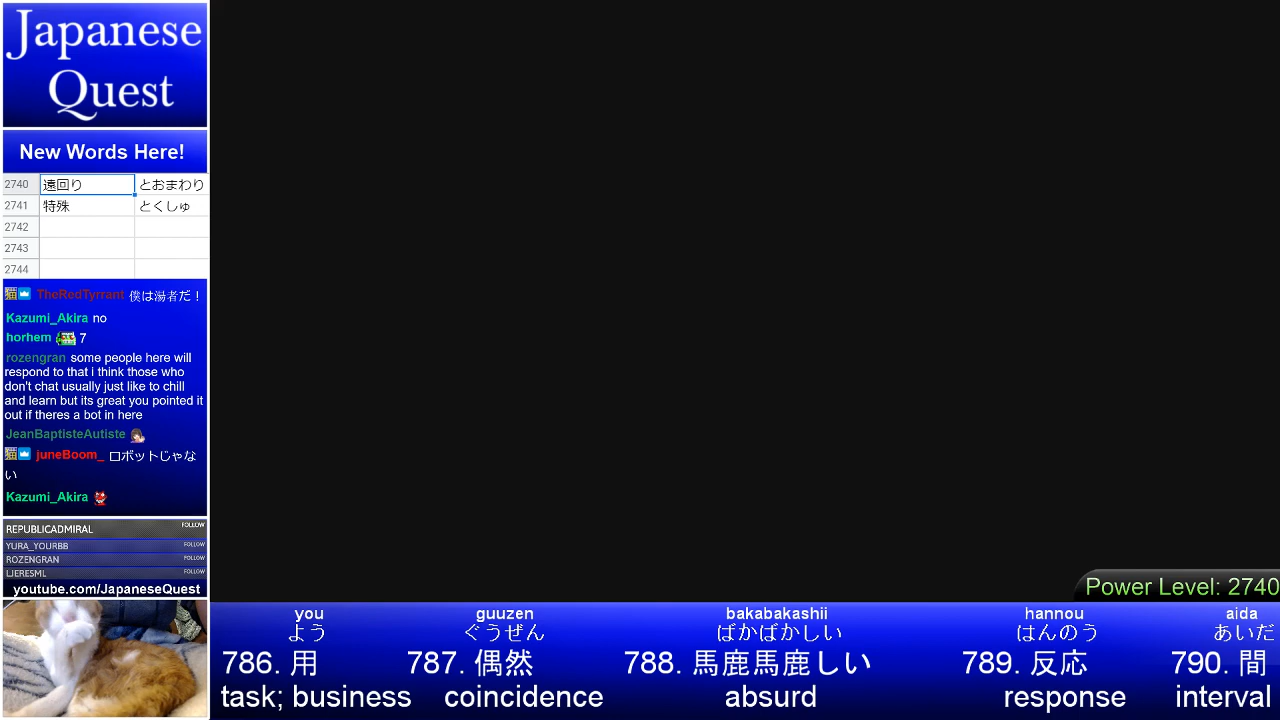 Japanese
Quest
New Words Here!
2740 遠回り とおまわり
2741 特殊 とくしゅ
2742
2743
2744
TheRedTyrrant 僕は湯者だ！
Kazumi_Akira no
horhem 7
rozengran some people here will
respond to that i think those who
don't chat usually just like to chill
and learn but its great you pointed it
out if theres a bot in here
JeanBaptisteAutiste
猫 juneBoom_ ロボットじゃな
い
Kazumi_Akira
REPUBLICADMIRAL FOLLOW
YURA_YOURBB FOLLOW
ROZENGRAN FOLLOW
LJERESML FOLLOW
youtube.com/JapaneseQuest
Power Level: 2740
you guuzen bakabakashii hannou aida
よう ぐうぜん ばかばかしい はんのう あいだ
786. 用 787. 偶然 788. 馬鹿馬鹿しい 789. 反応 790. 間
task; business coincidence absurd response interval